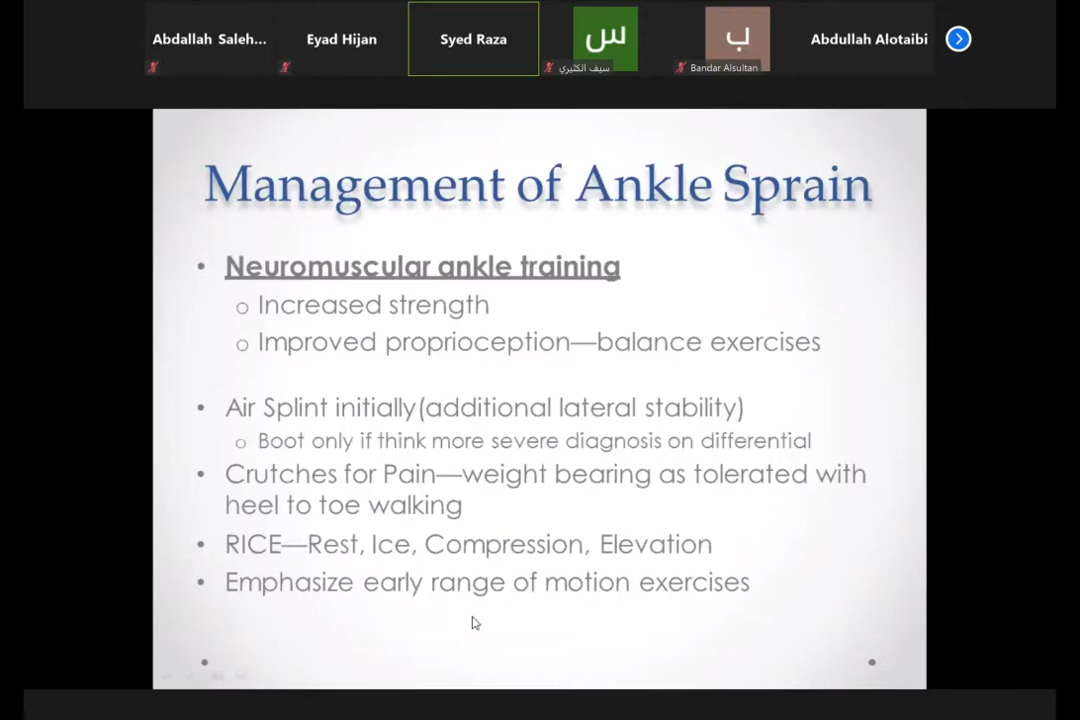 Abdallah Saleh...
Eyad Hijan
Syed Raza
س
سيف الكثيري
ب
Bandar Alsultan
Abdullah Alotaibi
Management of Ankle Sprain
• Neuromuscular ankle training
o Increased strength
o Improved proprioception—balance exercises
• Air Splint initially(additional lateral stability)
o Boot only if think more severe diagnosis on differential
• Crutches for Pain—weight bearing as tolerated with
heel to toe walking
• RICE—Rest, Ice, Compression, Elevation
• Emphasize early range of motion exercises